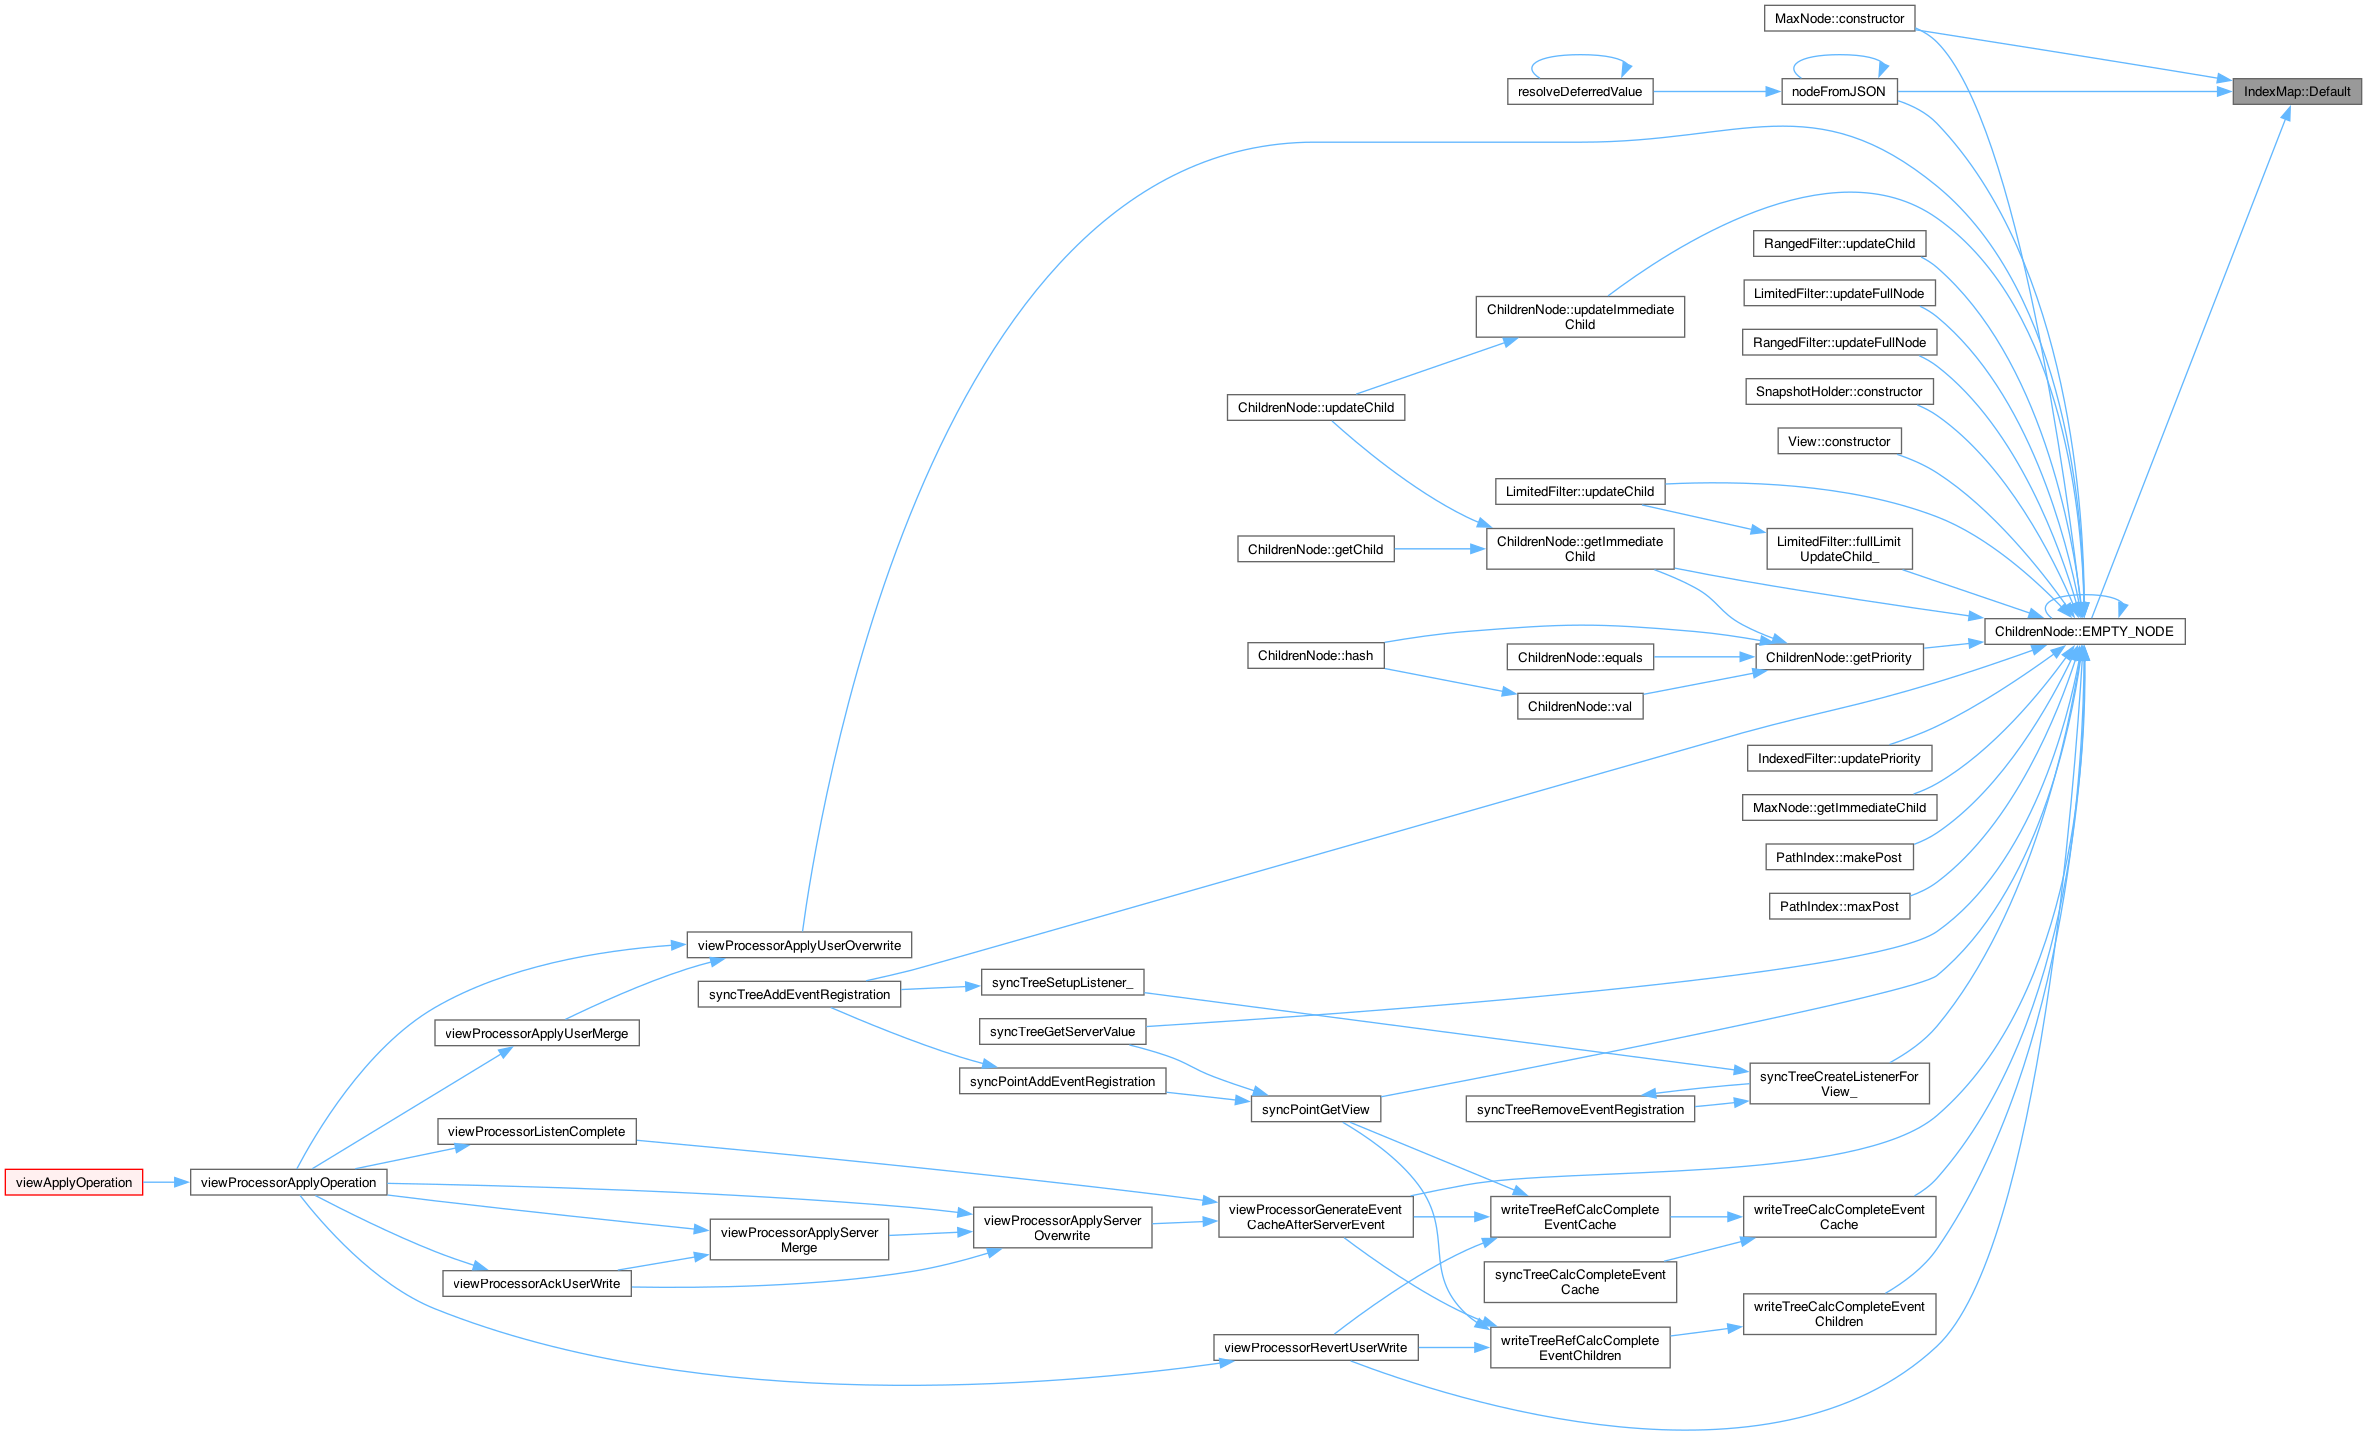 MaxNode::constructor
resolveDeferredValue
nodeFromJSON
IndexMap::Default
RangedFilter::updateChild
LimitedFilter::updateFullNode
ChildrenNode::updateImmediate
Child
RangedFilter::updateFullNode
SnapshotHolder::constructor
ChildrenNode::updateChild
View::constructor
LimitedFilter::updateChild
ChildrenNode::getChild
ChildrenNode::getImmediate
Child
LimitedFilter::fullLimit
UpdateChild_
ChildrenNode::EMPTY_NODE
ChildrenNode::hash
ChildrenNode::equals
ChildrenNode::getPriority
ChildrenNode::val
IndexedFilter::updatePriority
MaxNode::getImmediateChild
PathIndex::makePost
PathIndex::maxPost
viewProcessorApplyUserOverwrite
syncTreeAddEventRegistration
syncTreeSetupListener_
syncTreeGetServerValue
viewProcessorApplyUserMerge
syncPointAddEventRegistration
syncTreeCreateListenerFor
View_
syncPointGetView
syncTreeRemoveEventRegistration
viewProcessorListenComplete
viewApplyOperation
viewProcessorApplyOperation
viewProcessorGenerateEvent
CacheAfterServerEvent
writeTreeRefCalcComplete
EventCache
writeTreeCalcCompleteEvent
Cache
viewProcessorApplyServer
Overwrite
viewProcessorApplyServer
Merge
viewProcessorAckUserWrite
syncTreeCalcCompleteEvent
Cache
writeTreeCalcCompleteEvent
Children
viewProcessorRevertUserWrite
writeTreeRefCalcComplete
EventChildren